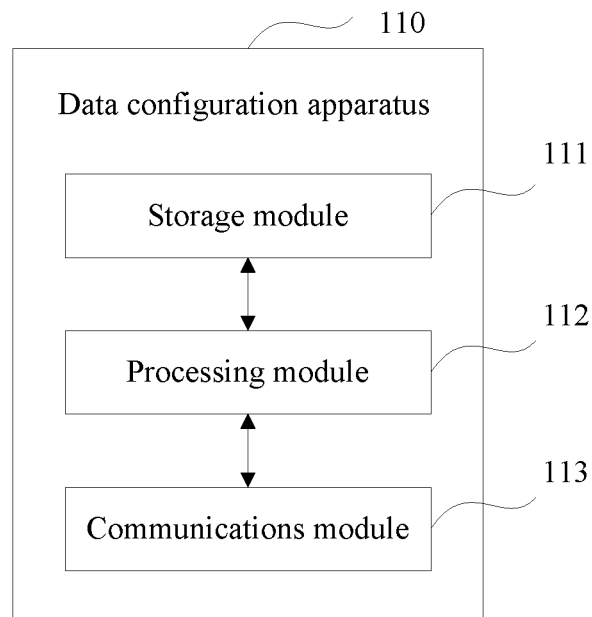 110
Data configuration apparatus
111
Storage module
112
Processing module
113
Communications module